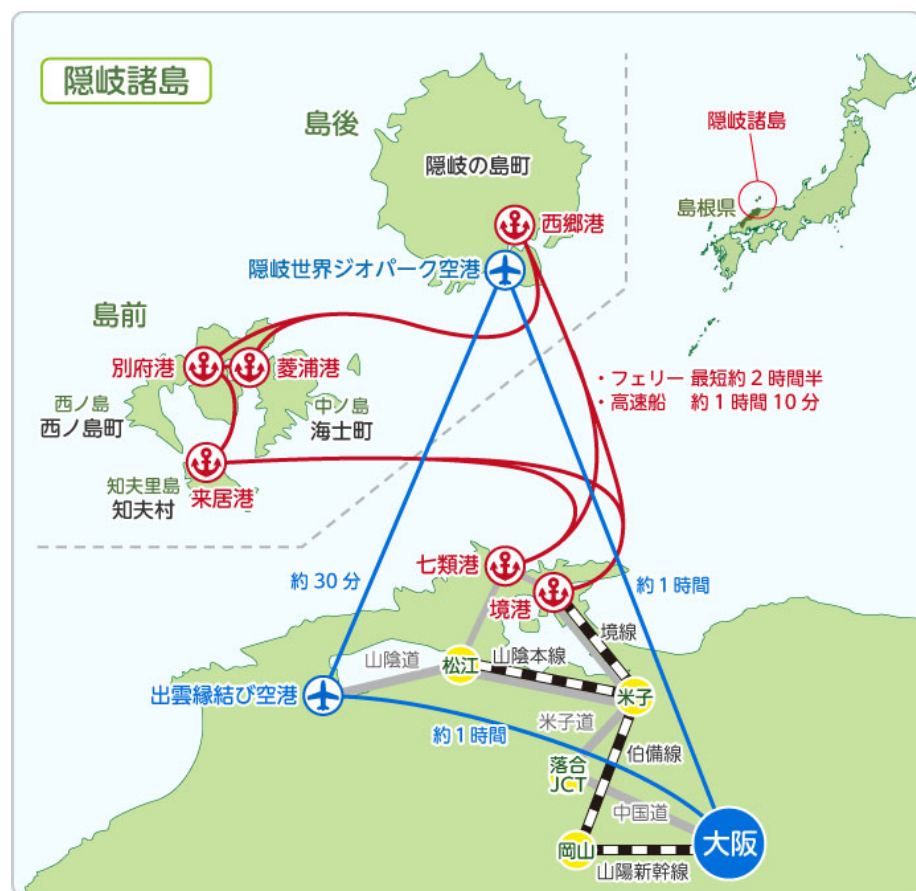 隠岐諸島
島後
隠岐の島町
西郷港
隠岐世界ジオパーク空港
隠岐諸島
島根県
島前
別府港
菱浦港
西ノ島
西ノ島町
中ノ島
海士町
知夫里島
知夫村
来居港
・フェリー 最短約2時間半
・高速船 約1時間10分
七類港
境港
約30分
約1時間
境線
山陰道
松江
山陰本線
米子
出雲縁結び空港
約1時間
米子道
伯備線
落合
JCT
中国道
大阪
岡山
山陽新幹線